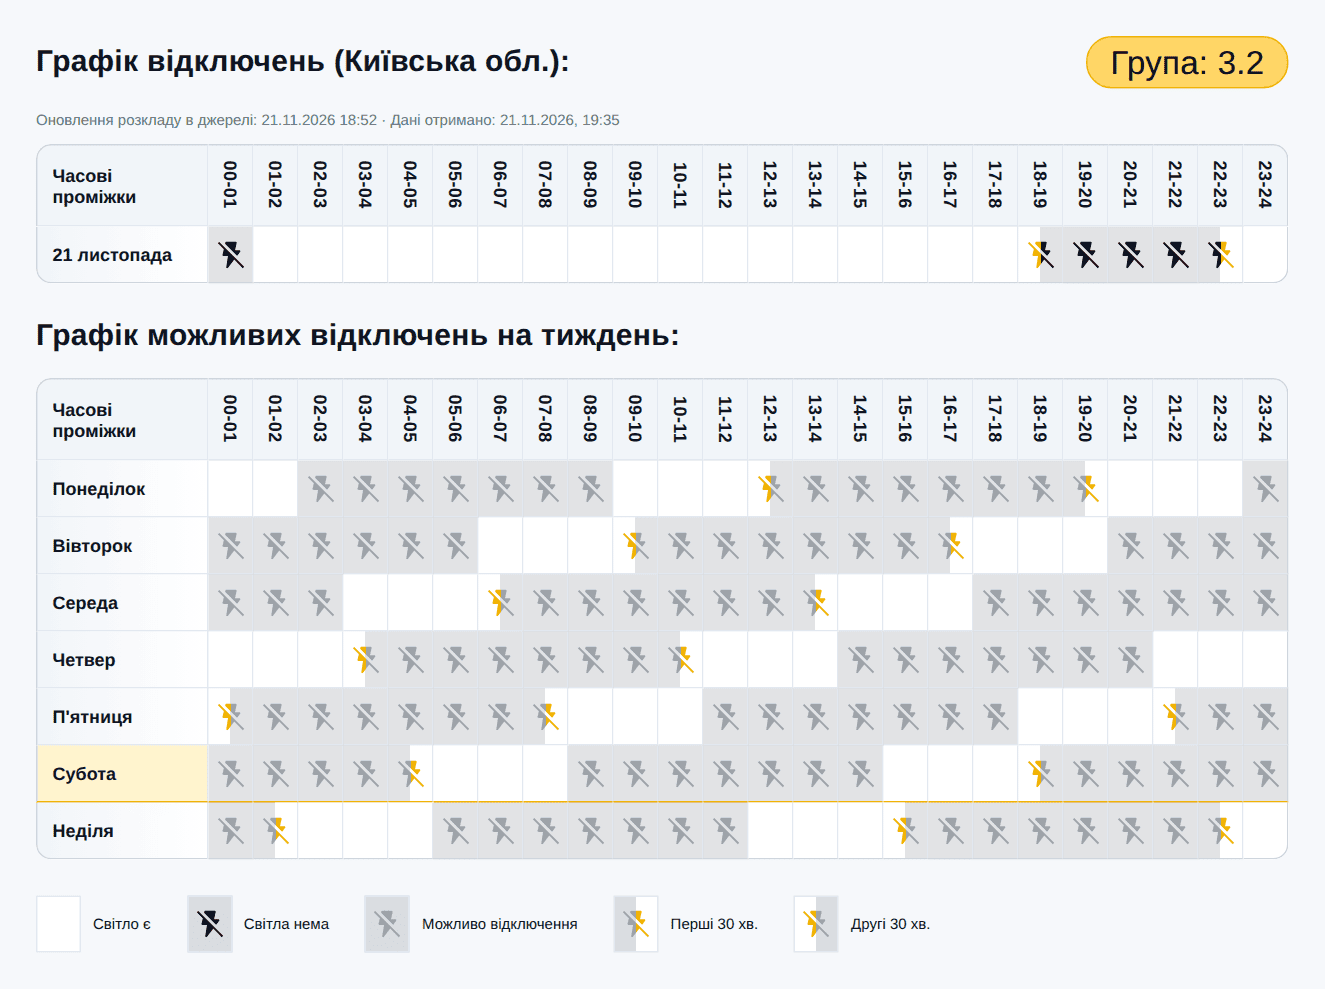 Графік відключень (Київська обл.):
Група: 3.2
Оновлення розкладу в джерелі: 21.11.2026 18:52 · Дані отримано: 21.11.2026, 19:35
Часові проміжки 00-01 01-02 02-03 03-04 04-05 05-06 06-07 07-08 08-09 09-10 10-11 11-12 12-13 13-14 14-15 15-16 16-17 17-18 18-19 19-20 20-21 21-22 22-23 23-24
21 листопада
Графік можливих відключень на тиждень:
Часові проміжки 00-01 01-02 02-03 03-04 04-05 05-06 06-07 07-08 08-09 09-10 10-11 11-12 12-13 13-14 14-15 15-16 16-17 17-18 18-19 19-20 20-21 21-22 22-23 23-24
Понеділок
Вівторок
Середа
Четвер
П'ятниця
Субота
Неділя
Світло є Світла нема Можливо відключення Перші 30 хв. Другі 30 хв.